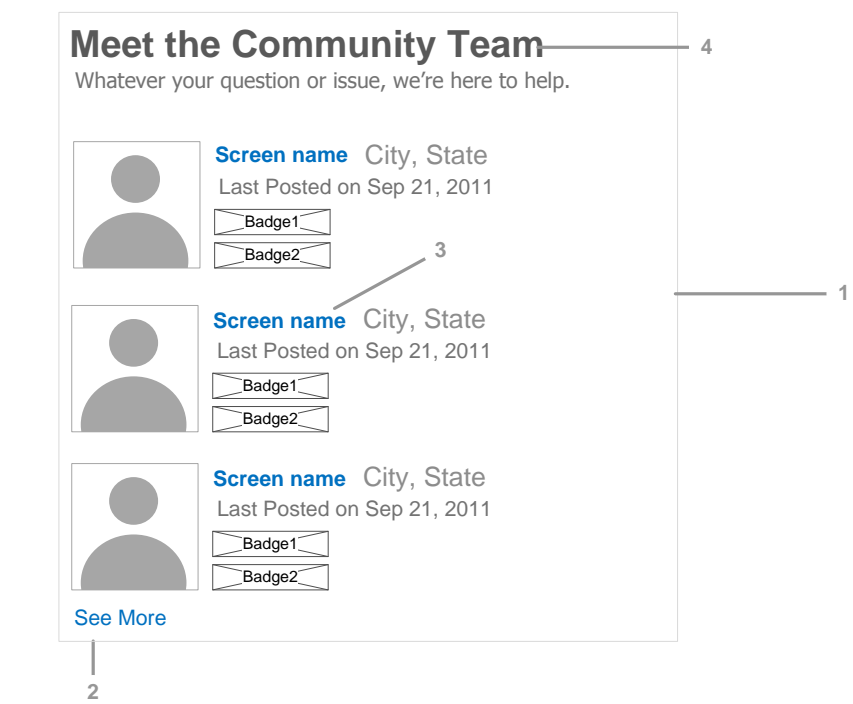 Meet the Community Team 4
Whatever your question or issue, we're here to help.
Screen name City, State
Last Posted on Sep 21, 2011
Badge1
Badge2
3
1
Screen name City, State
Last Posted on Sep 21, 2011
Badge1
Badge2
Screen name City, State
Last Posted on Sep 21, 2011
Badge1
Badge2
See More
2